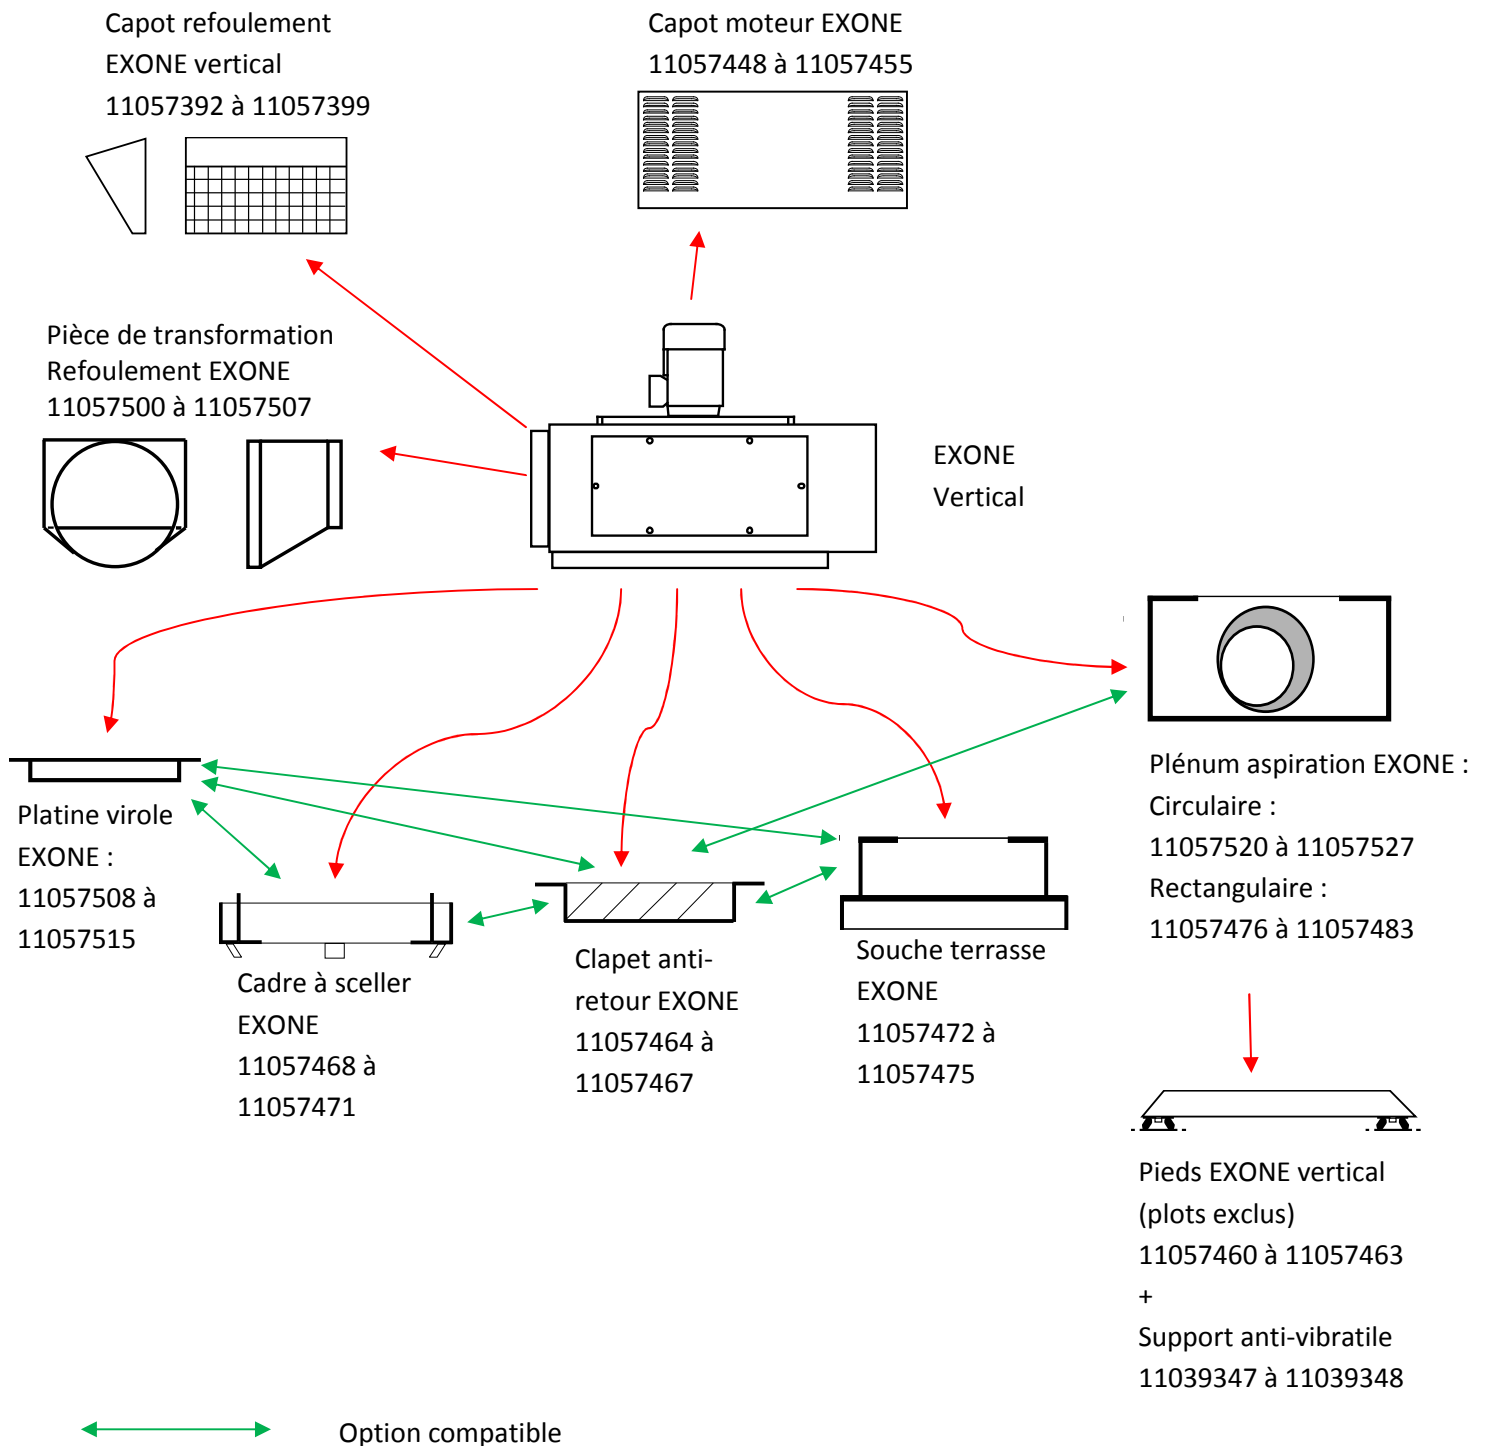 Capot refoulement
EXONE vertical
11057392 à 11057399
Capot moteur EXONE
11057448 à 11057455
Pièce de transformation
Refoulement EXONE
11057500 à 11057507
EXONE
Vertical
Platine virole
EXONE :
11057508 à
11057515
Cadre à sceller
EXONE
11057468 à
11057471
Clapet anti-
retour EXONE
11057464 à
11057467
Souche terrasse
EXONE
11057472 à
11057475
Plénum aspiration EXONE :
Circulaire :
11057520 à 11057527
Rectangulaire :
11057476 à 11057483
Pieds EXONE vertical
(plots exclus)
11057460 à 11057463
+
Support anti-vibratile
11039347 à 11039348
Option compatible